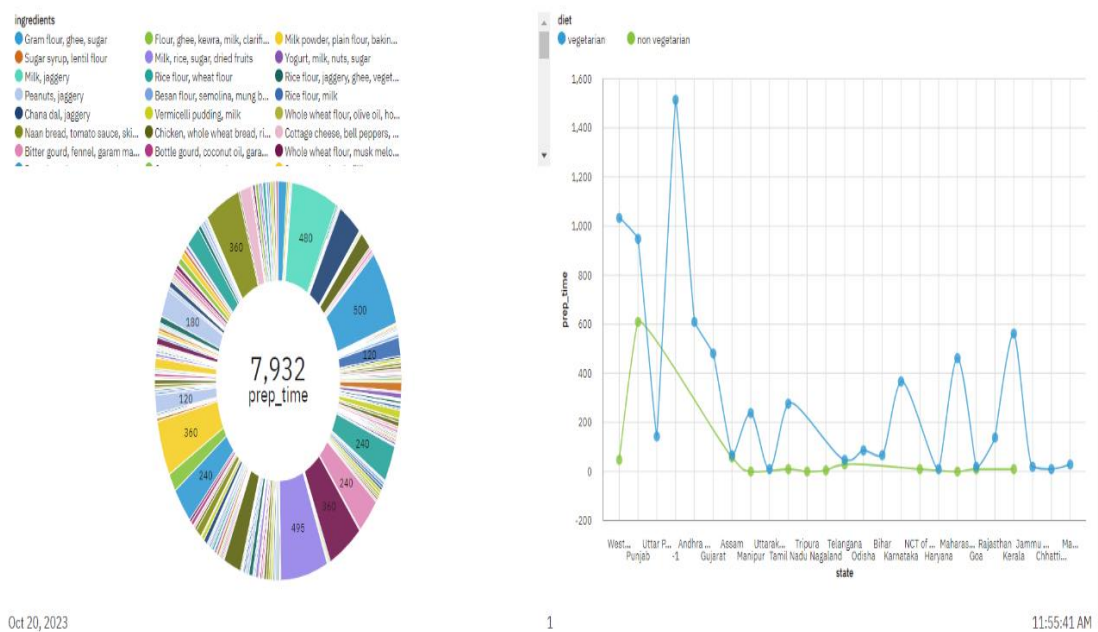 ingredients
Gram flour, ghee, sugar
Flour, ghee, kewra, milk, clarifi...
Milk powder, plain flour, bakin...
Sugar syrup, lentil flour
Milk, rice, sugar, dried fruits
Yogurt, milk, nuts, sugar
Milk, jaggery
Rice flour, wheat flour
Rice flour, jaggery, ghee, veget...
Peanuts, jaggery
Besan flour, semolina, mung b...
Rice flour, milk
Chana dal, jaggery
Vermicelli pudding, milk
Whole wheat flour, olive oil, ho...
Naan bread, tomato sauce, ski...
Chicken, whole wheat bread, ri...
Cottage cheese, bell peppers, ...
Bitter gourd, fennel, garam ma...
Bottle gourd, coconut oil, gara...
Whole wheat flour, musk melo...
480
500
120
240
240
360
495
240
360
120
180
360
7,932
prep_time
diet
vegetarian
non vegetarian
1,600
1,400
1,200
1,000
800
600
400
200
0
-200
prep_time
West...
Punjab
Uttar P...
-1
Andhra ...
Gujarat
Assam
Manipur
Uttarak...
Tamil Nadu
Tripura
Nagaland
Telangana
Odisha
Bihar
Karnataka
NCT of ...
Haryana
Maharas...
Goa
Rajasthan
Kerala
Jammu ...
Chhatti...
Ma...
state
Oct 20, 2023
1
11:55:41 AM